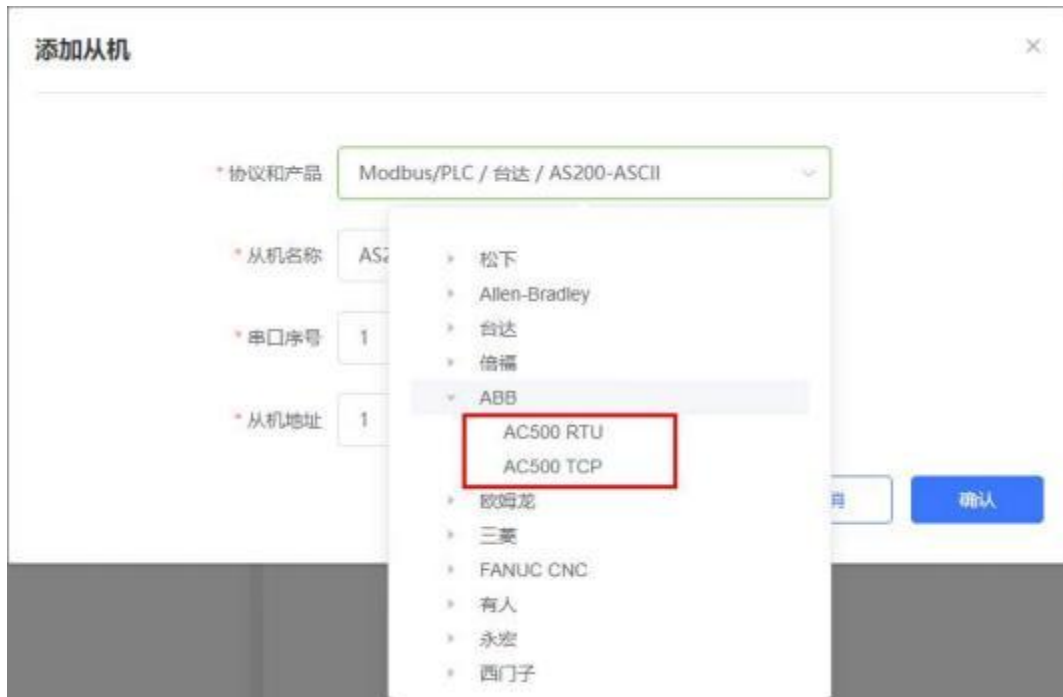 添加从机
* 协议和产品 Modbus/PLC / 台达 / AS200-ASCII
* 从机名称 AS2
松下
Allen-Bradley
* 串口序号 1
台达
倍福
ABB
* 从机地址 1
AC500 RTU
AC500 TCP
欧姆龙
确认
三菱
FANUC CNC
有人
永宏
西门子